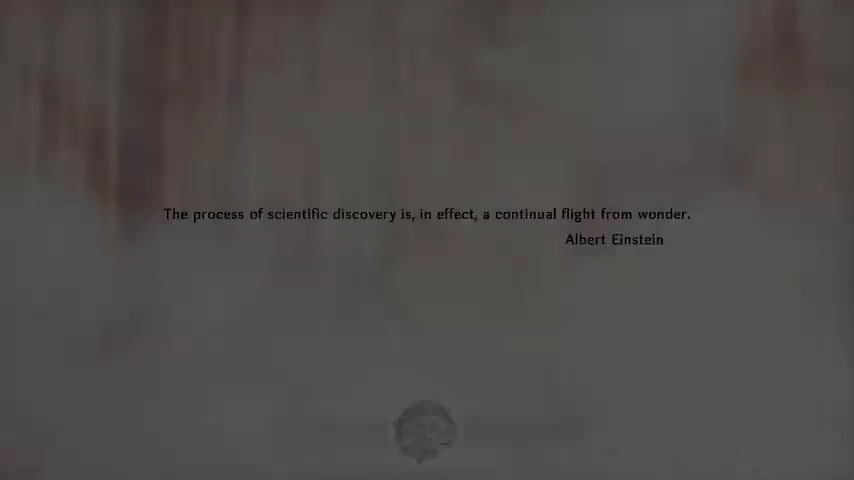 The process of scientific discovery is, in effect, a continual flight from wonder.
Albert Einstein